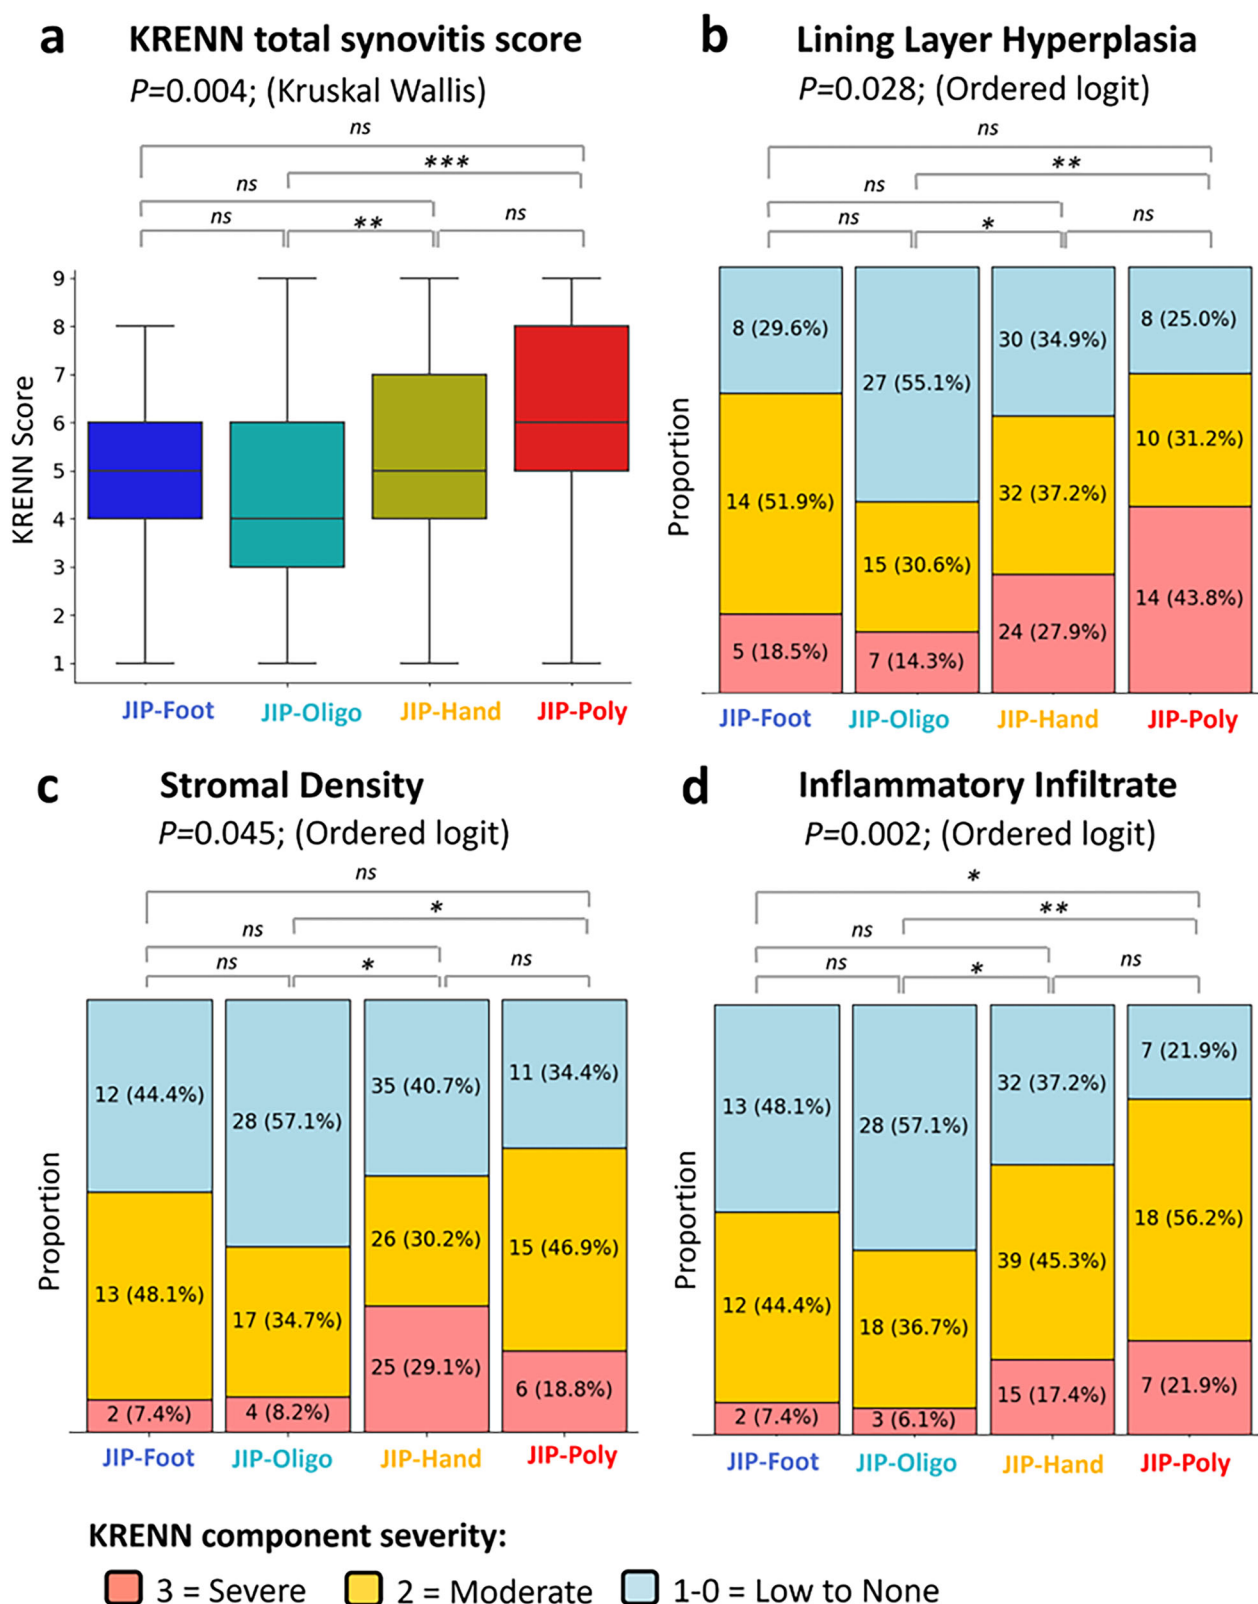 a KRENN total synovitis score
P=0.004; (Kruskal Wallis)
ns
***
ns
ns
**
ns
KRENN Score
9
8
7
6
5
4
3
2
1
JIP-Foot JIP-Oligo JIP-Hand JIP-Poly
b Lining Layer Hyperplasia
P=0.028; (Ordered logit)
ns
**
ns
ns
*
ns
Proportion
8 (29.6%)
14 (51.9%)
5 (18.5%)
27 (55.1%)
15 (30.6%)
7 (14.3%)
30 (34.9%)
32 (37.2%)
24 (27.9%)
8 (25.0%)
10 (31.2%)
14 (43.8%)
JIP-Foot JIP-Oligo JIP-Hand JIP-Poly
c Stromal Density
P=0.045; (Ordered logit)
ns
*
ns
ns
*
ns
Proportion
12 (44.4%)
13 (48.1%)
2 (7.4%)
28 (57.1%)
17 (34.7%)
4 (8.2%)
35 (40.7%)
26 (30.2%)
25 (29.1%)
11 (34.4%)
15 (46.9%)
6 (18.8%)
JIP-Foot JIP-Oligo JIP-Hand JIP-Poly
d Inflammatory Infiltrate
P=0.002; (Ordered logit)
*
**
ns
ns
*
ns
Proportion
13 (48.1%)
12 (44.4%)
2 (7.4%)
28 (57.1%)
18 (36.7%)
3 (6.1%)
32 (37.2%)
39 (45.3%)
15 (17.4%)
7 (21.9%)
18 (56.2%)
7 (21.9%)
JIP-Foot JIP-Oligo JIP-Hand JIP-Poly
KRENN component severity:
3 = Severe 2 = Moderate 1-0 = Low to None